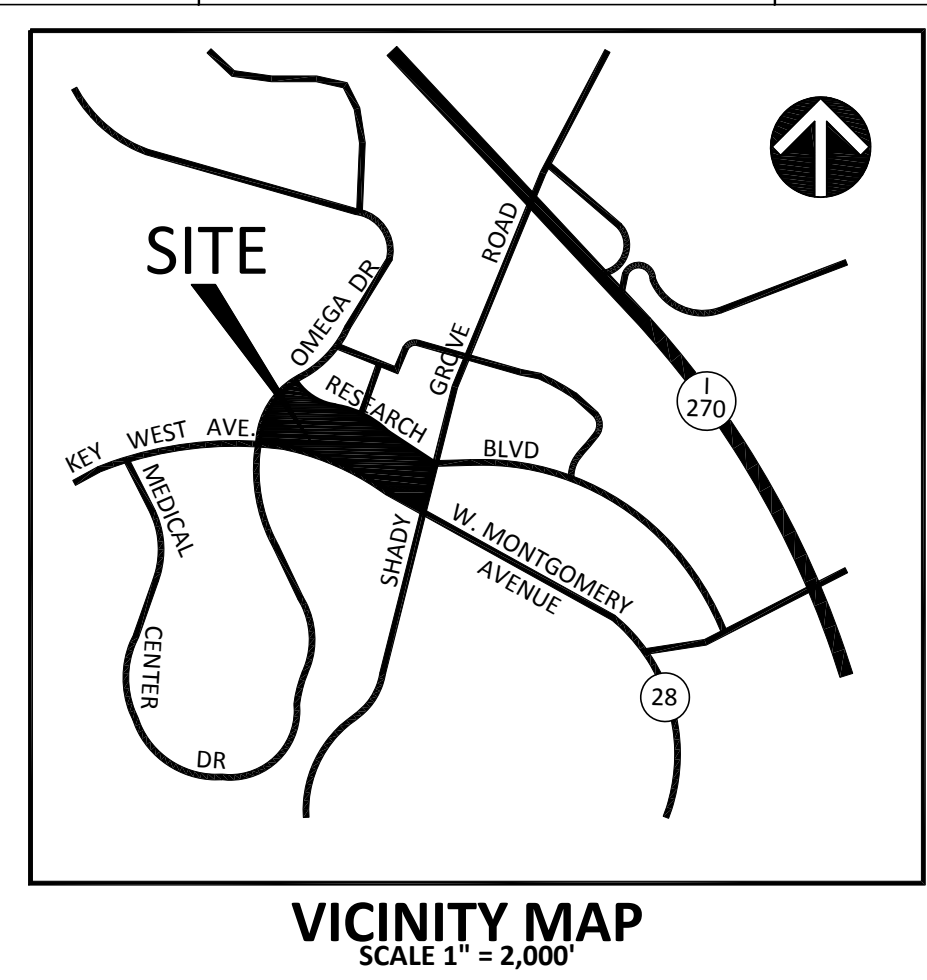 SITE
OMEGA DR
ROAD
GROVE
SHADY
RESEARCH
BLVD
I
270
KEY WEST AVE.
MEDICAL
CENTER
DR
W. MONTGOMERY
AVENUE
28
VICINITY MAP
SCALE 1" = 2,000'